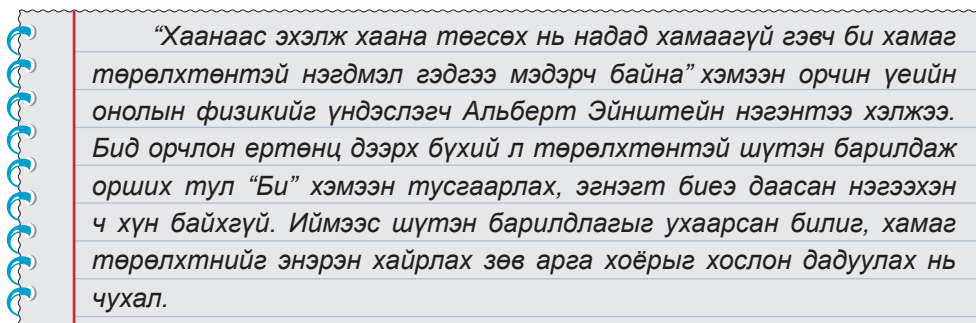 “Хаанаас эхэлж хаана төгсөх нь надад хамаагүй гэвч би хамаг
төрөлхтөнтэй нэгдмэл гэдгээ мэдэрч байна” хэмээн орчин үеийн
онолын физикийг үндэслэгч Альберт Эйнштейн нэгэнтээ хэлжээ.
Бид орчлон ертөнц дээрх бүхий л төрөлхтөнтэй шүтэн барилдаж
орших тул “Би” хэмээн тусгаарлах, эгнэгт биеэ даасан нэгээхэн
ч хүн байхгүй. Иймээс шүтэн барилдлагыг ухаарсан билиг, хамаг
төрөлхтнийг энэрэн хайрлах зөв арга хоёрыг хослон дадуулах нь
чухал.